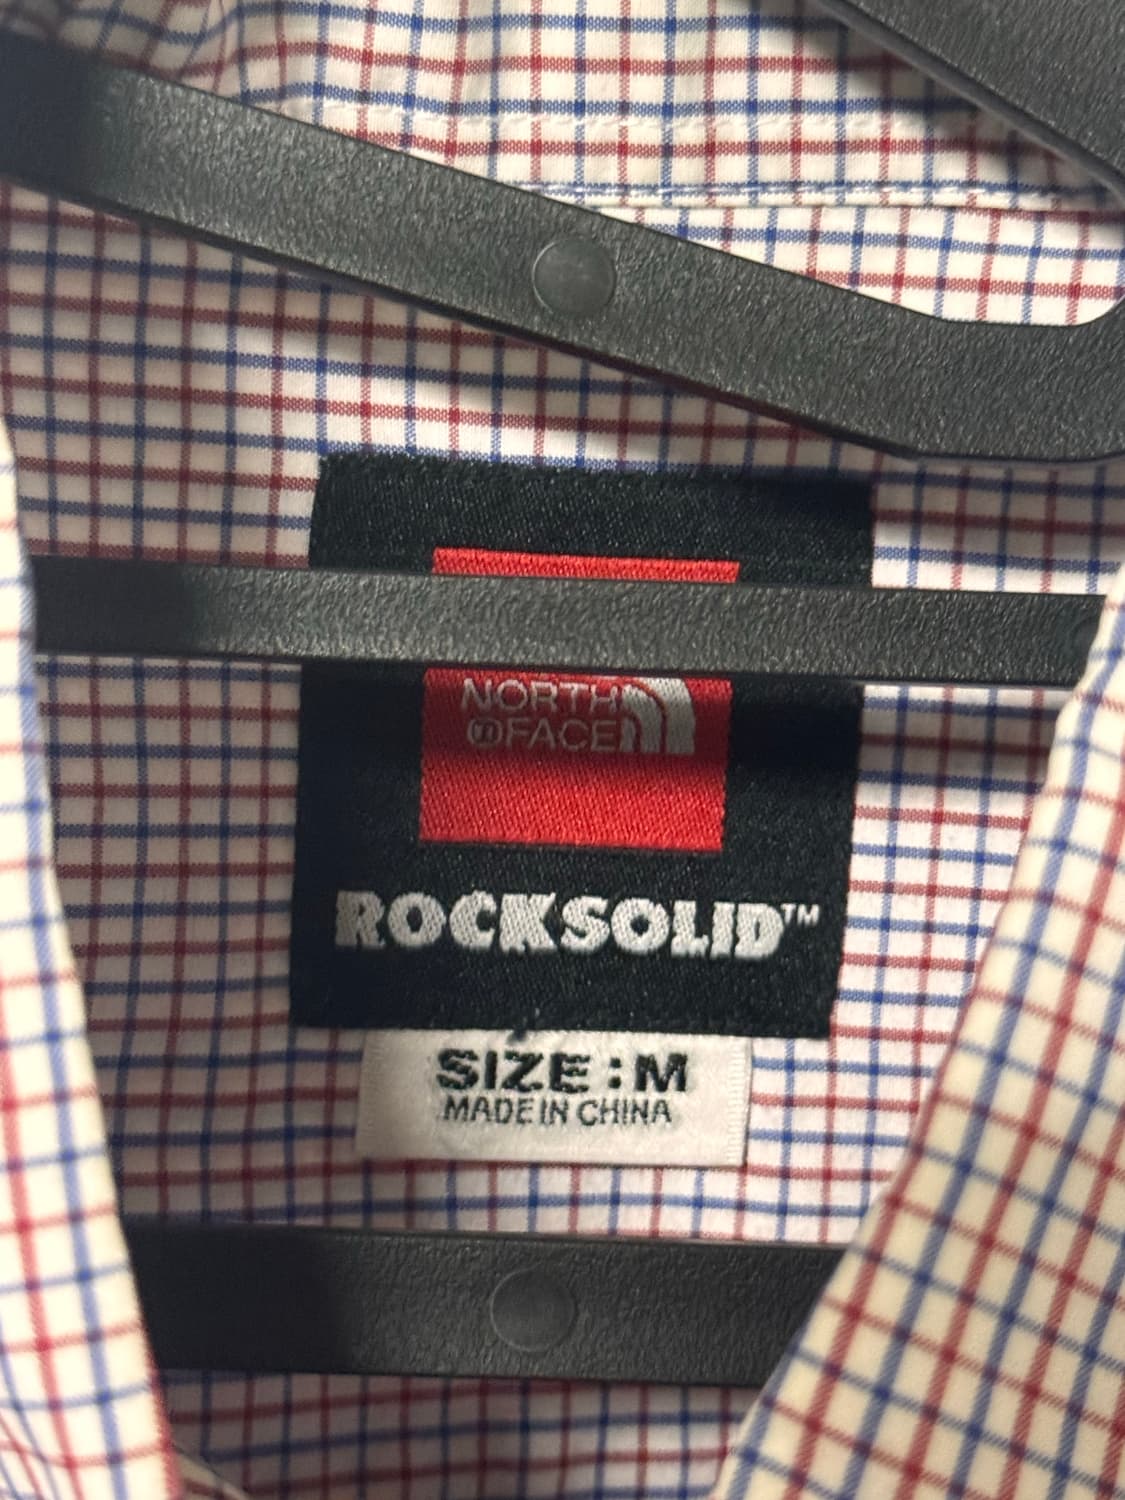 NORTH
FACE
ROCKSOLID™
SIZE : M
MADE IN CHINA